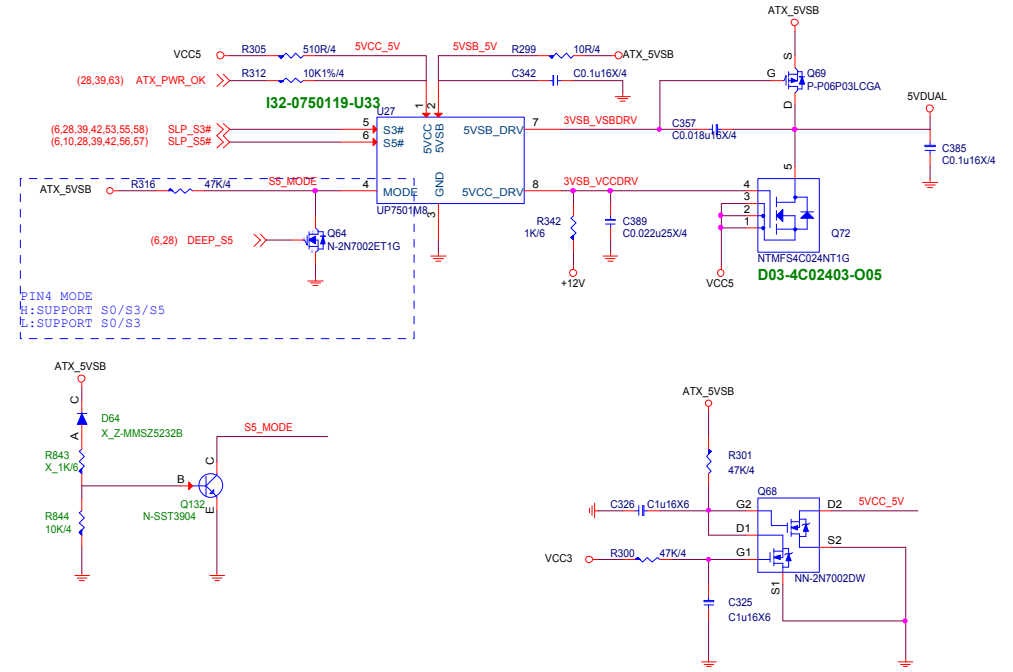 ATX_5VSB
VCC5
R305
510R/4
5VCC_5V
5VSB_5V
R299
10R/4
ATX_5VSB
S
(28,39,63)
ATX_PWR_OK
R312
10K1%/4
C342
C0.1u16X/4
G
Q69
P-P06P03LCGA
D
5VDUAL
I32-0750119-U33
U27
1
2
(6,28,39,42,53,55,58)
SLP_S3#
5
S3#
(6,10,28,39,42,56,57)
SLP_S5#
6
S5#
5VCC
5VSB
5VSB_DRV
7
3VSB_VSBDRV
C357
C0.018u16X/4
C385
C0.1u16X/4
ATX_5VSB
R316
47K/4
S5_MODE
4
MODE
GND
5VCC_DRV
8
3VSB_VCCDRV
5
4
3
2
1
UP7501M8
3
(6,28)
DEEP_S5
Q64
N-2N7002ET1G
R342
1K/6
C389
C0.022u25X/4
+12V
VCC5
Q72
NTMFS4C024NT1G
D03-4C02403-O05
PIN4 MODE
H:SUPPORT S0/S3/S5
L:SUPPORT S0/S3
ATX_5VSB
C
D64
X_Z-MMSZ5232B
A
R843
X_1K/6
S5_MODE
B
C
Q132
N-SST3904
E
R844
10K/4
ATX_5VSB
R301
47K/4
C326
C1u16X6
Q68
G2
D2
5VCC_5V
D1
S2
VCC3
R300
47K/4
G1
NN-2N7002DW
S1
C325
C1u16X6